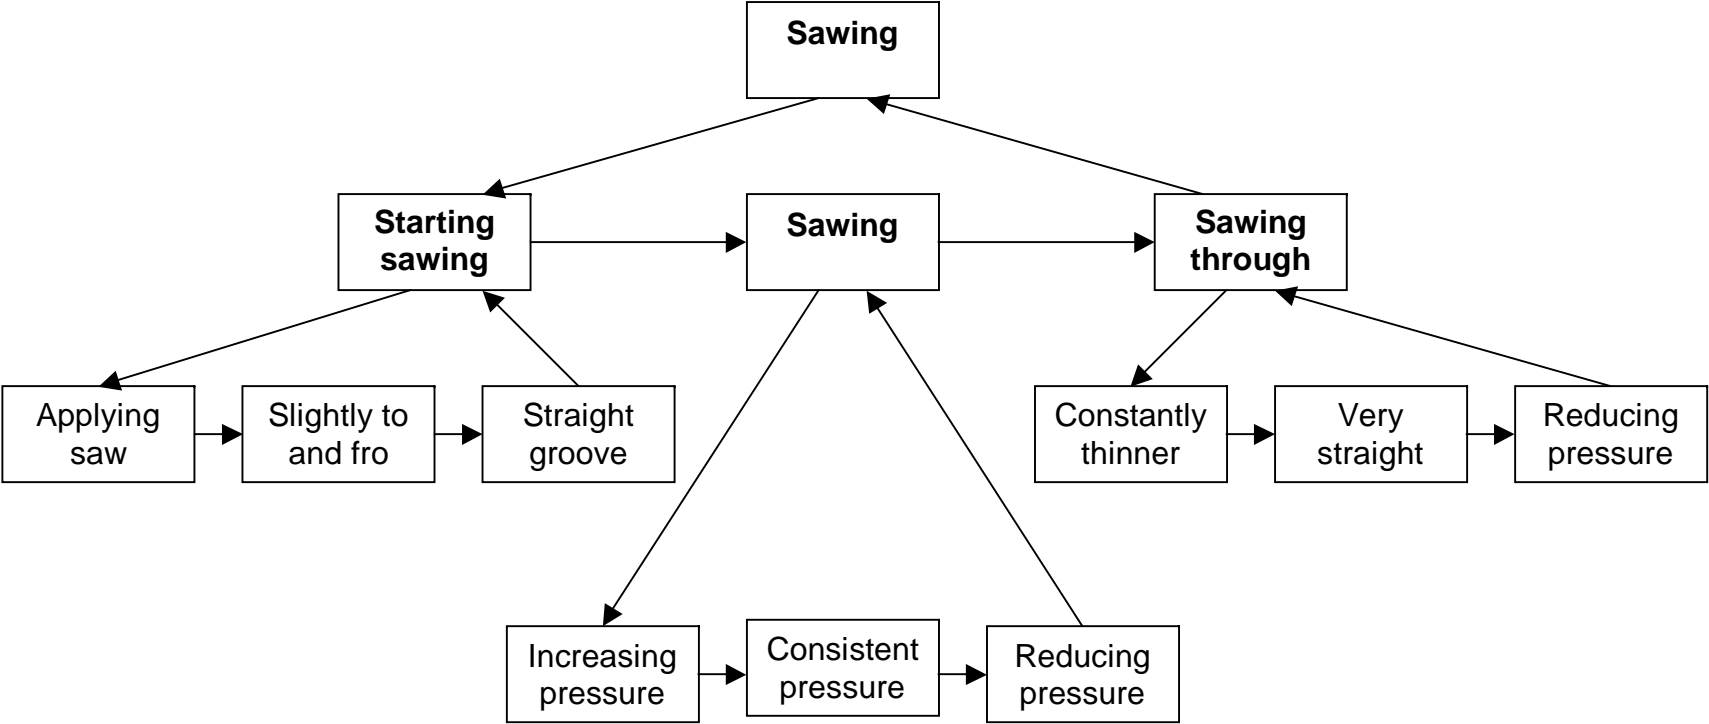 Sawing
Starting
sawing
Sawing
Sawing
through
Applying
saw
Slightly to
and fro
Straight
groove
Constantly
thinner
Very
straight
Reducing
pressure
Increasing
pressure
Consistent
pressure
Reducing
pressure